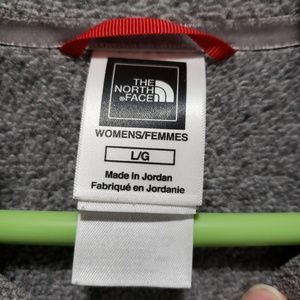 THE
NORTH
®FACE
WOMENS/FEMMES
L/G
Made in Jordan
Fabriqué en Jordanie